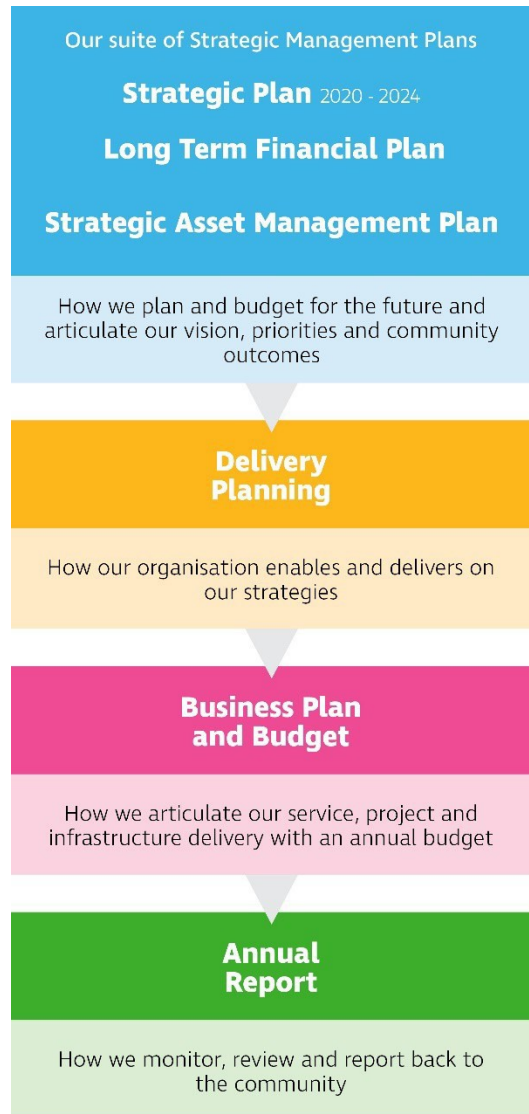 Our suite of Strategic Management Plans
Strategic Plan 2020 - 2024
Long Term Financial Plan
Strategic Asset Management Plan
How we plan and budget for the future and
articulate our vision, priorities and community
outcomes
Delivery
Planning
How our organisation enables and delivers on
our strategies
Business Plan
and Budget
How we articulate our service, project and
infrastructure delivery with an annual budget
Annual
Report
How we monitor, review and report back to
the community